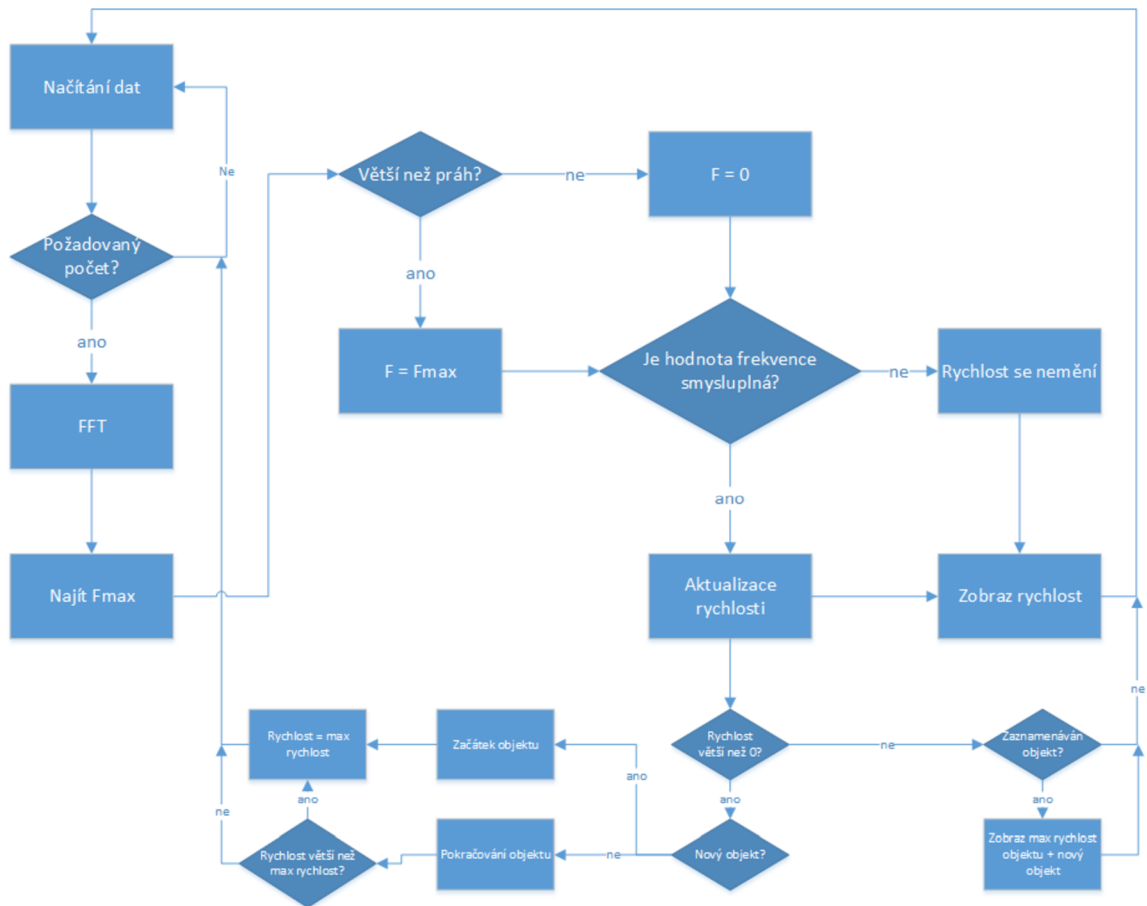 Načítání dat
Ne
Větší než práh?
ne
F = 0
Požadovaný
počet?
ano
ano
F = Fmax
Je hodnota frekvence
smysluplná?
ne
Rychlost se nemění
FFT
ano
Najít Fmax
Aktualizace
rychlosti
Zobraz rychlost
ne
Rychlost = max
rychlost
Začátek objektu
Rychlost
větší než 0?
ne
Zaznamenáván
objekt?
ano
ne
ano
ano
ano
Rychlost větší než
max rychlost?
Pokračování objektu
ne
Nový objekt?
Zobraz max rychlost
objektu + nový
objekt